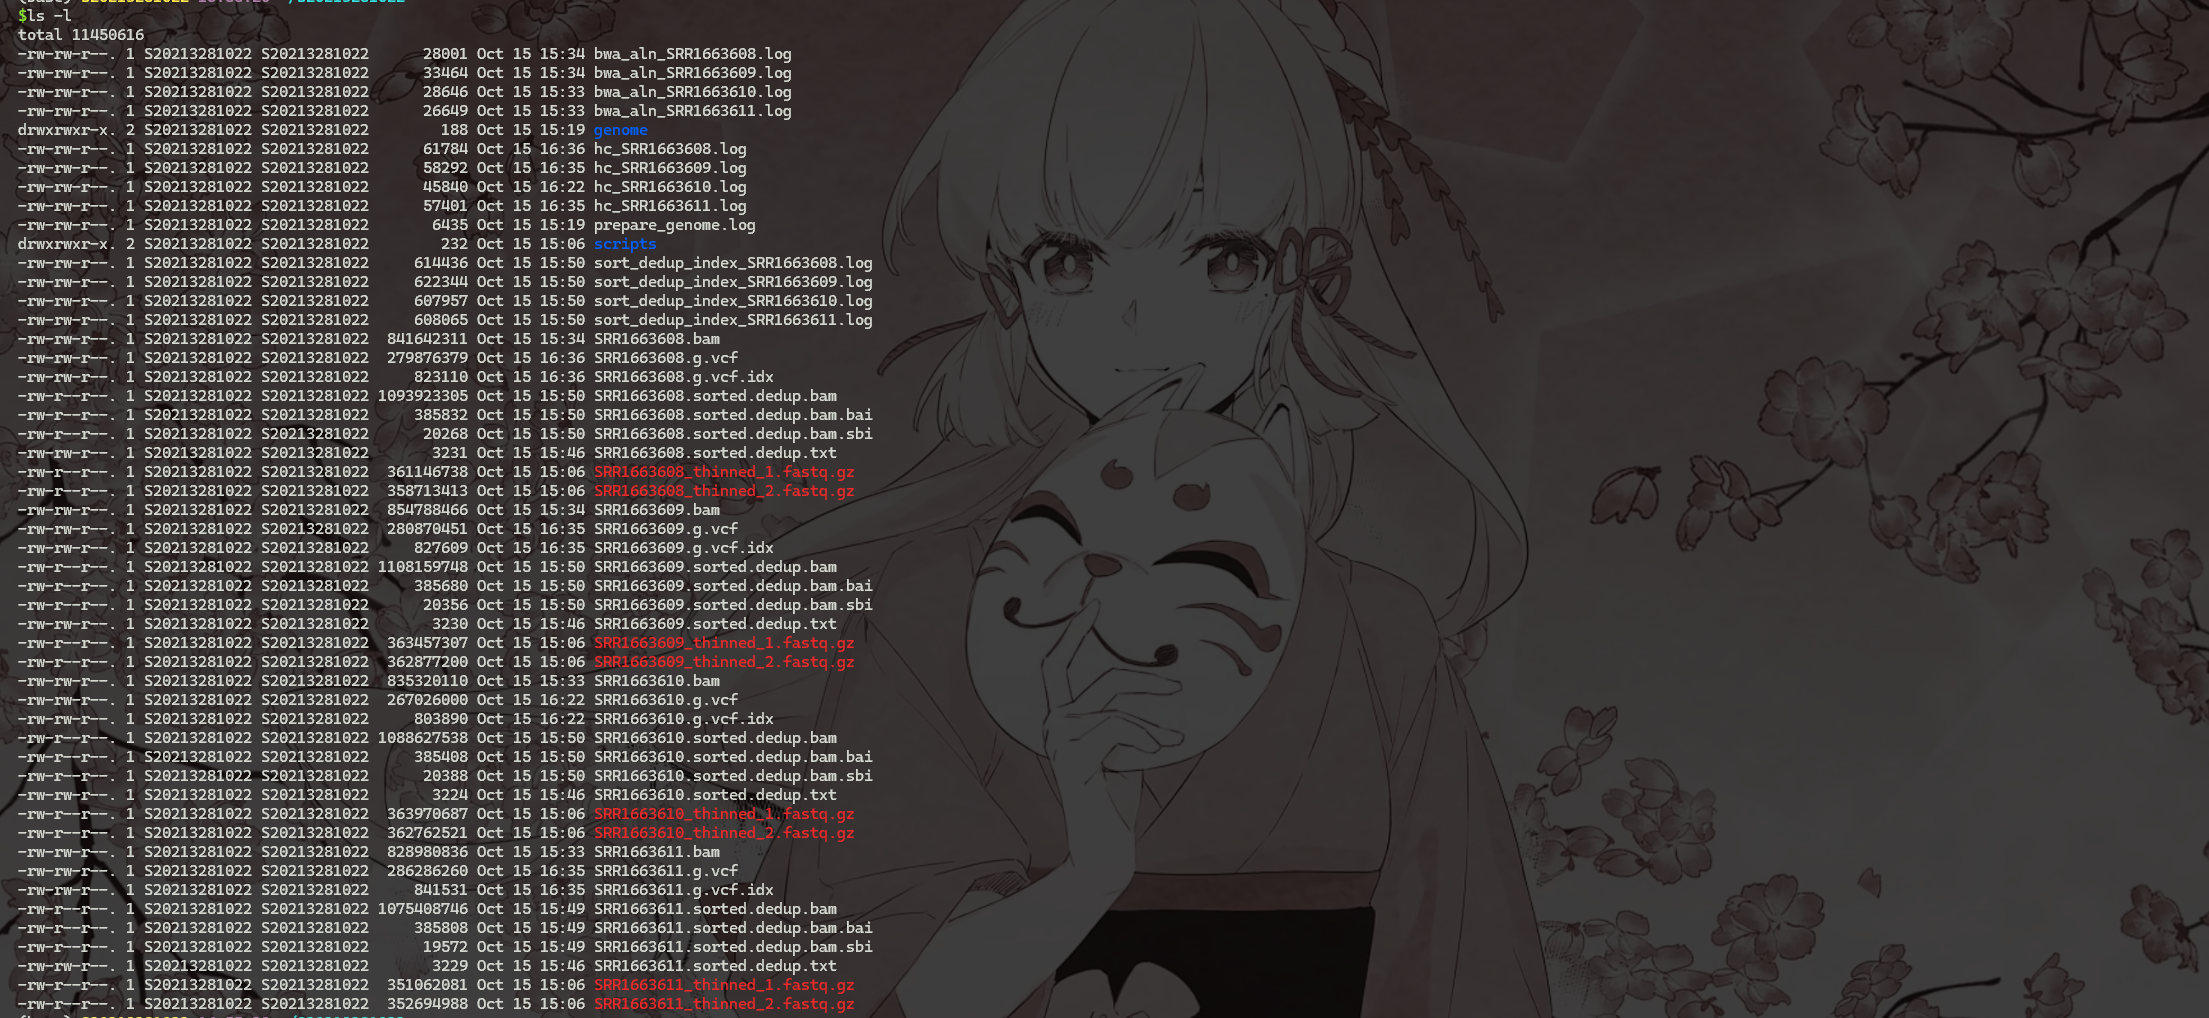 $ls -l
total 11450616
-rw-rw-r--. 1 S20213281022 S20213281022 28001 Oct 15 15:34 bwa_aln_SRR1663608.log
-rw-rw-r--. 1 S20213281022 S20213281022 33464 Oct 15 15:34 bwa_aln_SRR1663609.log
-rw-rw-r--. 1 S20213281022 S20213281022 28646 Oct 15 15:33 bwa_aln_SRR1663610.log
-rw-rw-r--. 1 S20213281022 S20213281022 26649 Oct 15 15:33 bwa_aln_SRR1663611.log
drwxrwxr-x. 2 S20213281022 S20213281022 188 Oct 15 15:19 genome
-rw-rw-r--. 1 S20213281022 S20213281022 61784 Oct 15 16:36 hc_SRR1663608.log
-rw-rw-r--. 1 S20213281022 S20213281022 58292 Oct 15 16:35 hc_SRR1663609.log
-rw-rw-r--. 1 S20213281022 S20213281022 45840 Oct 15 16:22 hc_SRR1663610.log
-rw-rw-r--. 1 S20213281022 S20213281022 57401 Oct 15 16:35 hc_SRR1663611.log
-rw-rw-r--. 1 S20213281022 S20213281022 6435 Oct 15 15:19 prepare_genome.log
drwxrwxr-x. 2 S20213281022 S20213281022 232 Oct 15 15:06 scripts
-rw-rw-r--. 1 S20213281022 S20213281022 614436 Oct 15 15:50 sort_dedup_index_SRR1663608.log
-rw-rw-r--. 1 S20213281022 S20213281022 622344 Oct 15 15:50 sort_dedup_index_SRR1663609.log
-rw-rw-r--. 1 S20213281022 S20213281022 607957 Oct 15 15:50 sort_dedup_index_SRR1663610.log
-rw-rw-r--. 1 S20213281022 S20213281022 608065 Oct 15 15:50 sort_dedup_index_SRR1663611.log
-rw-rw-r--. 1 S20213281022 S20213281022 841642311 Oct 15 15:34 SRR1663608.bam
-rw-rw-r--. 1 S20213281022 S20213281022 279876379 Oct 15 16:36 SRR1663608.g.vcf
-rw-rw-r--. 1 S20213281022 S20213281022 823110 Oct 15 16:36 SRR1663608.g.vcf.idx
-rw-r--r--. 1 S20213281022 S20213281022 1093923305 Oct 15 15:50 SRR1663608.sorted.dedup.bam
-rw-r--r--. 1 S20213281022 S20213281022 385832 Oct 15 15:50 SRR1663608.sorted.dedup.bam.bai
-rw-r--r--. 1 S20213281022 S20213281022 20268 Oct 15 15:50 SRR1663608.sorted.dedup.bam.sbi
-rw-rw-r--. 1 S20213281022 S20213281022 3231 Oct 15 15:46 SRR1663608.sorted.dedup.txt
-rw-r--r--. 1 S20213281022 S20213281022 361146738 Oct 15 15:06 SRR1663608_thinned_1.fastq.gz
-rw-r--r--. 1 S20213281022 S20213281022 358713413 Oct 15 15:06 SRR1663608_thinned_2.fastq.gz
-rw-rw-r--. 1 S20213281022 S20213281022 854788466 Oct 15 15:34 SRR1663609.bam
-rw-rw-r--. 1 S20213281022 S20213281022 280870451 Oct 15 16:35 SRR1663609.g.vcf
-rw-rw-r--. 1 S20213281022 S20213281022 827609 Oct 15 16:35 SRR1663609.g.vcf.idx
-rw-r--r--. 1 S20213281022 S20213281022 1108159748 Oct 15 15:50 SRR1663609.sorted.dedup.bam
-rw-r--r--. 1 S20213281022 S20213281022 385680 Oct 15 15:50 SRR1663609.sorted.dedup.bam.bai
-rw-r--r--. 1 S20213281022 S20213281022 20356 Oct 15 15:50 SRR1663609.sorted.dedup.bam.sbi
-rw-rw-r--. 1 S20213281022 S20213281022 3230 Oct 15 15:46 SRR1663609.sorted.dedup.txt
-rw-r--r--. 1 S20213281022 S20213281022 363457307 Oct 15 15:06 SRR1663609_thinned_1.fastq.gz
-rw-r--r--. 1 S20213281022 S20213281022 362877200 Oct 15 15:06 SRR1663609_thinned_2.fastq.gz
-rw-rw-r--. 1 S20213281022 S20213281022 835320110 Oct 15 15:33 SRR1663610.bam
-rw-rw-r--. 1 S20213281022 S20213281022 267026000 Oct 15 16:22 SRR1663610.g.vcf
-rw-rw-r--. 1 S20213281022 S20213281022 803890 Oct 15 16:22 SRR1663610.g.vcf.idx
-rw-r--r--. 1 S20213281022 S20213281022 1088627538 Oct 15 15:50 SRR1663610.sorted.dedup.bam
-rw-r--r--. 1 S20213281022 S20213281022 385408 Oct 15 15:50 SRR1663610.sorted.dedup.bam.bai
-rw-r--r--. 1 S20213281022 S20213281022 20388 Oct 15 15:50 SRR1663610.sorted.dedup.bam.sbi
-rw-rw-r--. 1 S20213281022 S20213281022 3224 Oct 15 15:46 SRR1663610.sorted.dedup.txt
-rw-r--r--. 1 S20213281022 S20213281022 363970687 Oct 15 15:06 SRR1663610_thinned_1.fastq.gz
-rw-r--r--. 1 S20213281022 S20213281022 362762521 Oct 15 15:06 SRR1663610_thinned_2.fastq.gz
-rw-rw-r--. 1 S20213281022 S20213281022 828980836 Oct 15 15:33 SRR1663611.bam
-rw-rw-r--. 1 S20213281022 S20213281022 286286260 Oct 15 16:35 SRR1663611.g.vcf
-rw-rw-r--. 1 S20213281022 S20213281022 841531 Oct 15 16:35 SRR1663611.g.vcf.idx
-rw-r--r--. 1 S20213281022 S20213281022 1075408746 Oct 15 15:49 SRR1663611.sorted.dedup.bam
-rw-r--r--. 1 S20213281022 S20213281022 385808 Oct 15 15:49 SRR1663611.sorted.dedup.bam.bai
-rw-r--r--. 1 S20213281022 S20213281022 19572 Oct 15 15:49 SRR1663611.sorted.dedup.bam.sbi
-rw-rw-r--. 1 S20213281022 S20213281022 3229 Oct 15 15:46 SRR1663611.sorted.dedup.txt
-rw-r--r--. 1 S20213281022 S20213281022 351062081 Oct 15 15:06 SRR1663611_thinned_1.fastq.gz
-rw-r--r--. 1 S20213281022 S20213281022 352694988 Oct 15 15:06 SRR1663611_thinned_2.fastq.gz